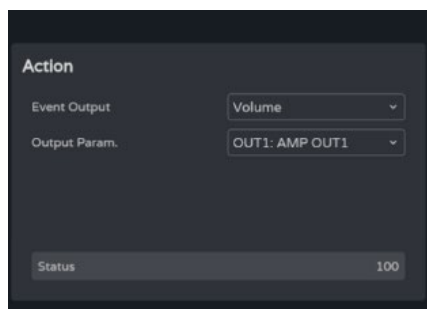 Action
Event Output Volume
Output Param. OUT1: AMP OUT1
Status 100